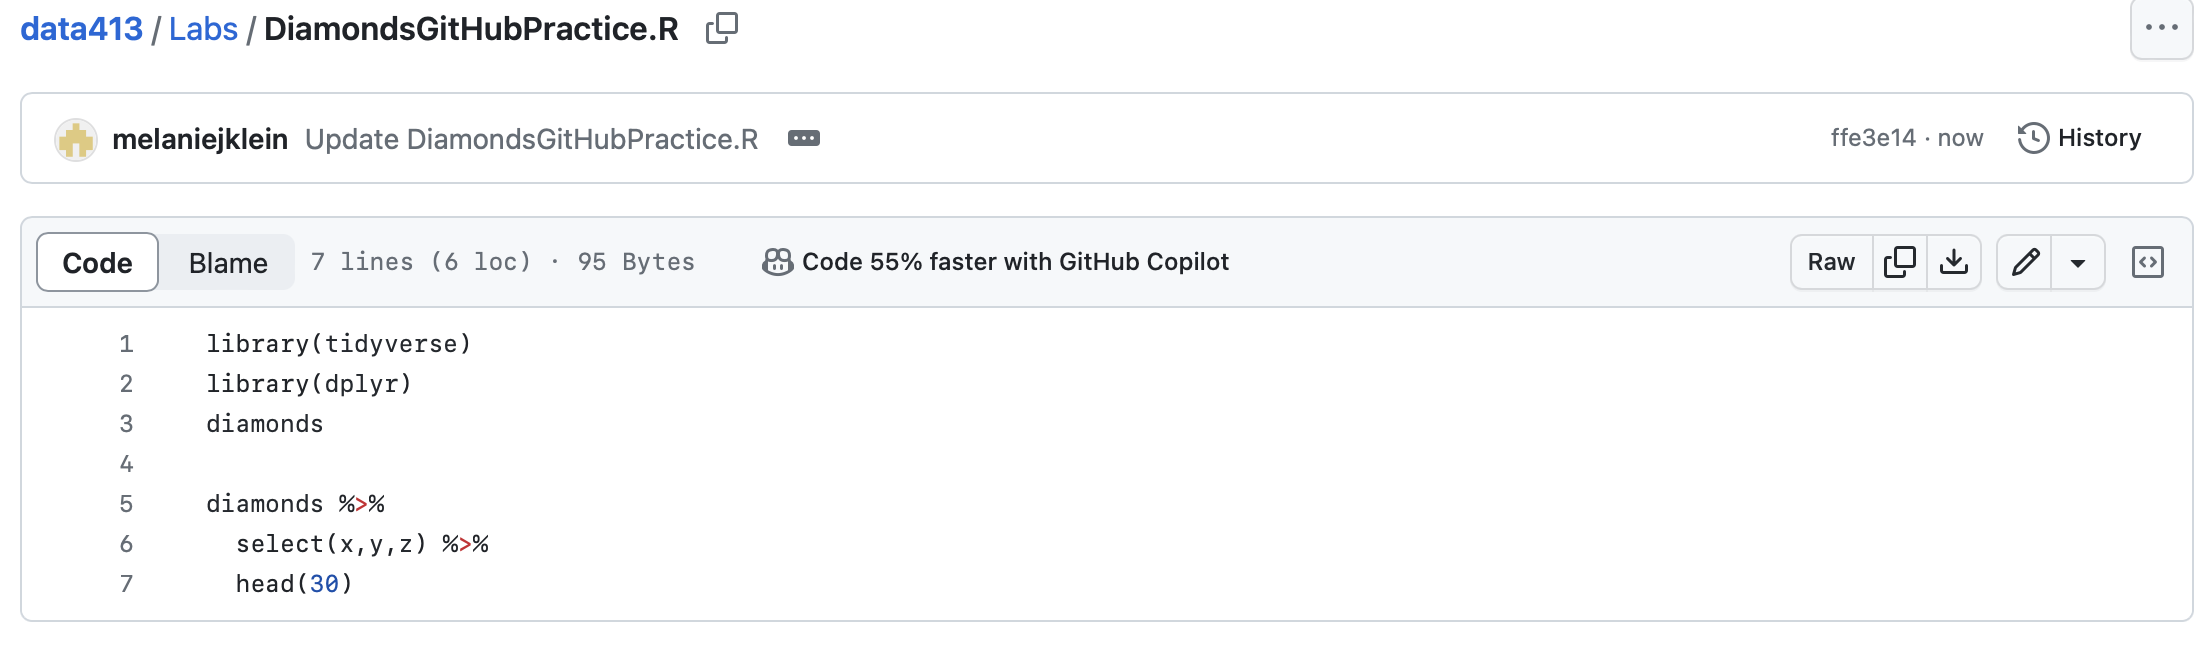 data413 / Labs / DiamondsGitHubPractice.R
melaniejklein Update DiamondsGitHubPractice.R
ffe3e14 · now History
Code Blame 7 lines (6 loc) · 95 Bytes Code 55% faster with GitHub Copilot Raw
1 library(tidyverse)
2 library(dplyr)
3 diamonds
4
5 diamonds %>%
6   select(x,y,z) %>%
7   head(30)